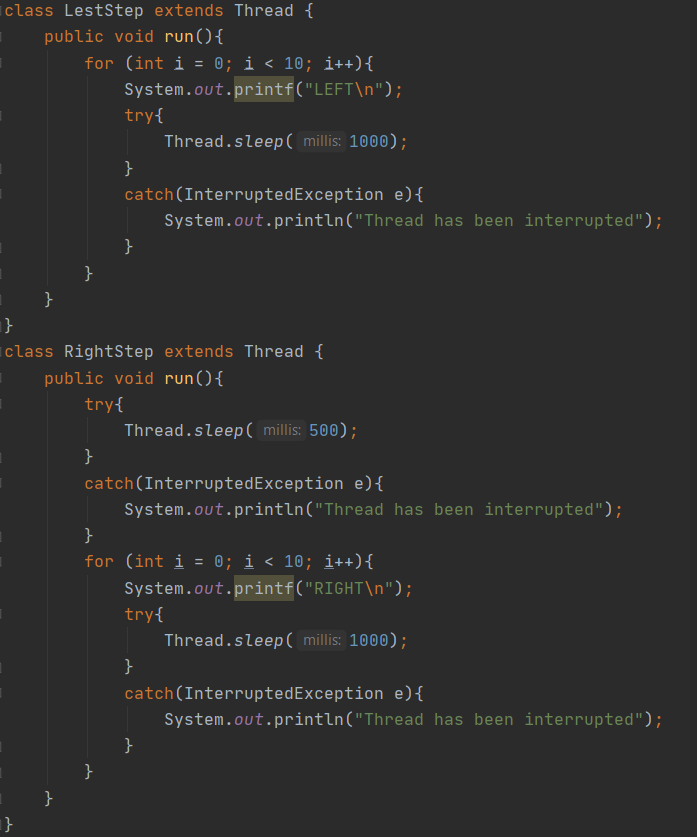 class LestStep extends Thread {
    public void run(){
        for (int i = 0; i < 10; i++){
            System.out.printf("LEFT\n");
            try{
                Thread.sleep( millis: 1000);
            }
            catch(InterruptedException e){
                System.out.println("Thread has been interrupted");
            }
        }
    }
}
class RightStep extends Thread {
    public void run(){
        try{
            Thread.sleep( millis: 500);
        }
        catch(InterruptedException e){
            System.out.println("Thread has been interrupted");
        }
        for (int i = 0; i < 10; i++){
            System.out.printf("RIGHT\n");
            try{
                Thread.sleep( millis: 1000);
            }
            catch(InterruptedException e){
                System.out.println("Thread has been interrupted");
            }
        }
    }
}